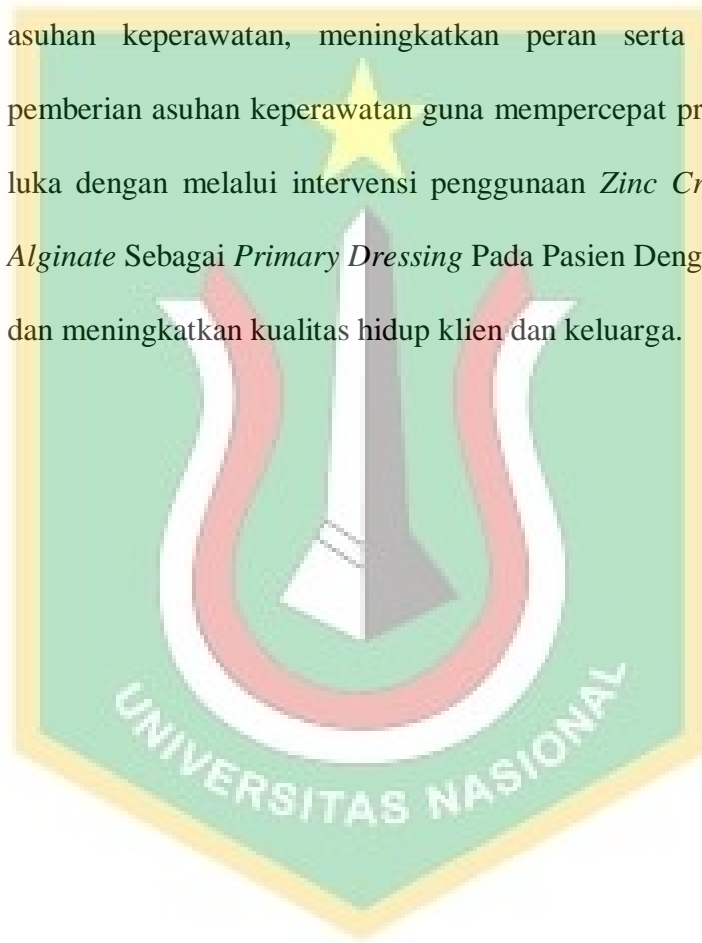 asuhan keperawatan, meningkatkan peran serta
pemberian asuhan keperawatan guna mempercepat
luka dengan melalui intervensi penggunaan Zinc
Alginate Sebagai Primary Dressing Pada Pasien
dan meningkatkan kualitas hidup klien dan keluarga.
UNIVERSITAS NASIONAL